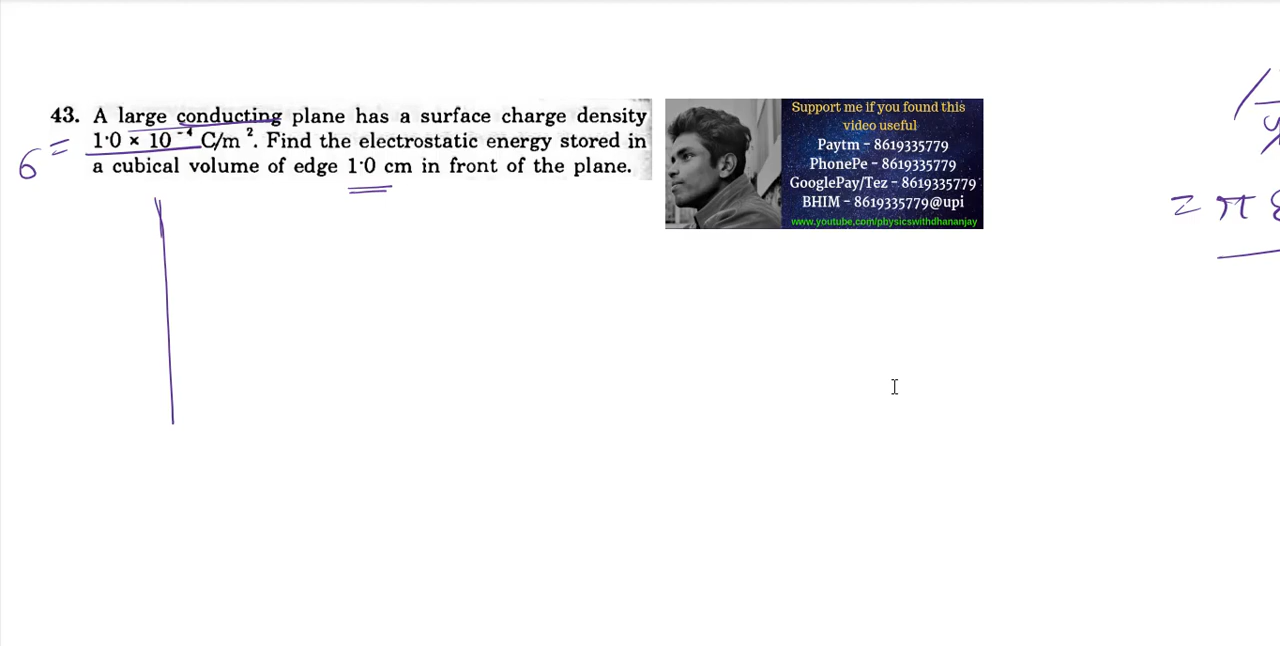 43. A large conducting plane has a surface charge density
σ = 1·0 × 10⁻⁴ C/m². Find the electrostatic energy stored in
a cubical volume of edge 1·0 cm in front of the plane.
Support me if you found this
video useful
Paytm - 8619335779
PhonePe - 8619335779
GooglePay/Tez - 8619335779
BHIM - 8619335779@upi
www.youtube.com/physicswithdhananjay